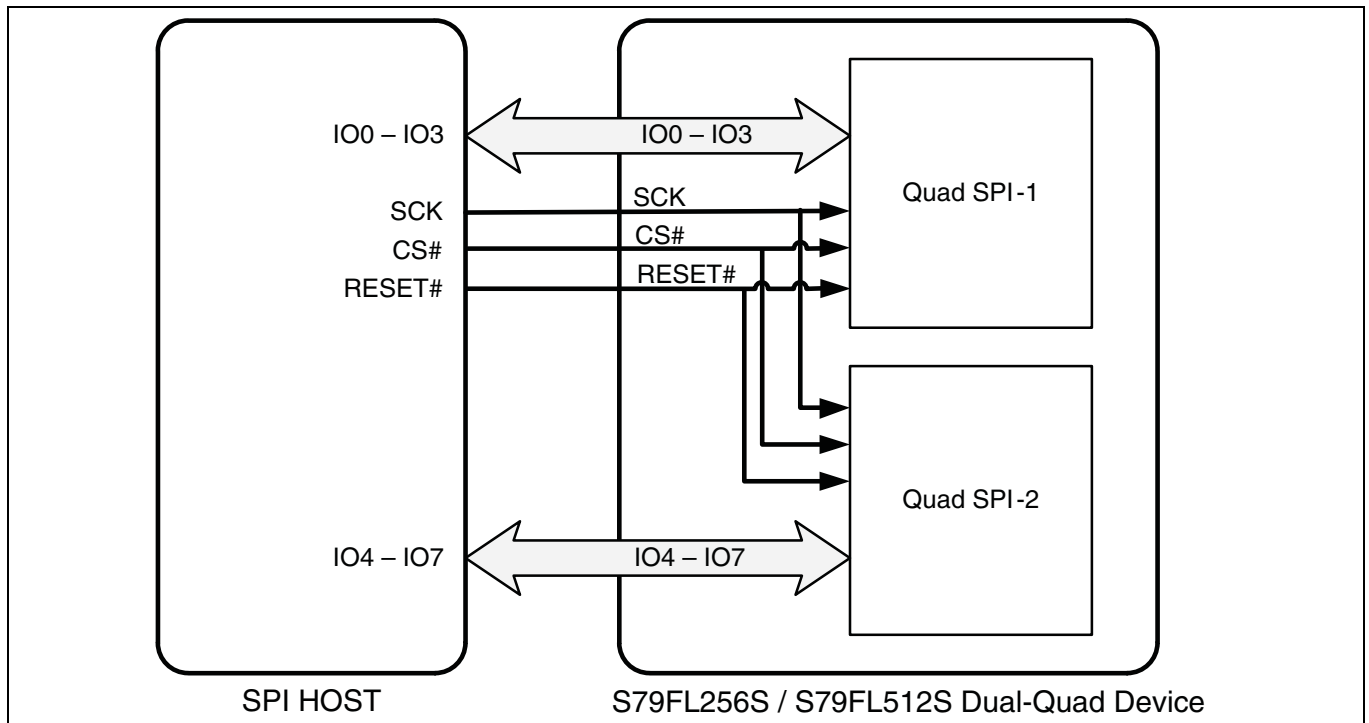 IO0 – IO3 IO0 – IO3
Quad SPI-1
SCK SCK
CS# CS#
RESET# RESET#
Quad SPI-2
IO4 – IO7 IO4 – IO7
SPI HOST S79FL256S / S79FL512S Dual-Quad Device